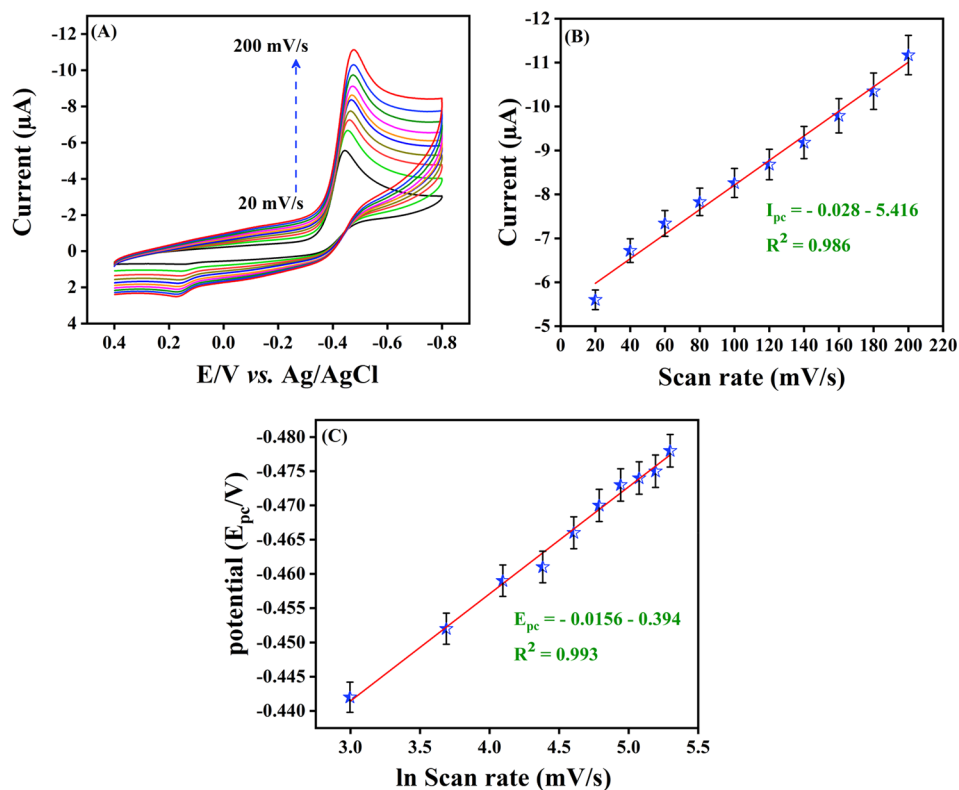 (A)
200 mV/s
20 mV/s
-12
-10
-8
-6
-4
-2
0
2
4
Current (µA)
0.4 0.2 0.0 -0.2 -0.4 -0.6 -0.8
E/V vs. Ag/AgCl
(B)
-12
-11
-10
-9
-8
-7
-6
-5
Current (µA)
I_pc = - 0.028 - 5.416
R² = 0.986
0 20 40 60 80 100 120 140 160 180 200 220
Scan rate (mV/s)
(C)
-0.480
-0.475
-0.470
-0.465
-0.460
-0.455
-0.450
-0.445
-0.440
potential (E_pc/V)
E_pc = - 0.0156 - 0.394
R² = 0.993
3.0 3.5 4.0 4.5 5.0 5.5
ln Scan rate (mV/s)